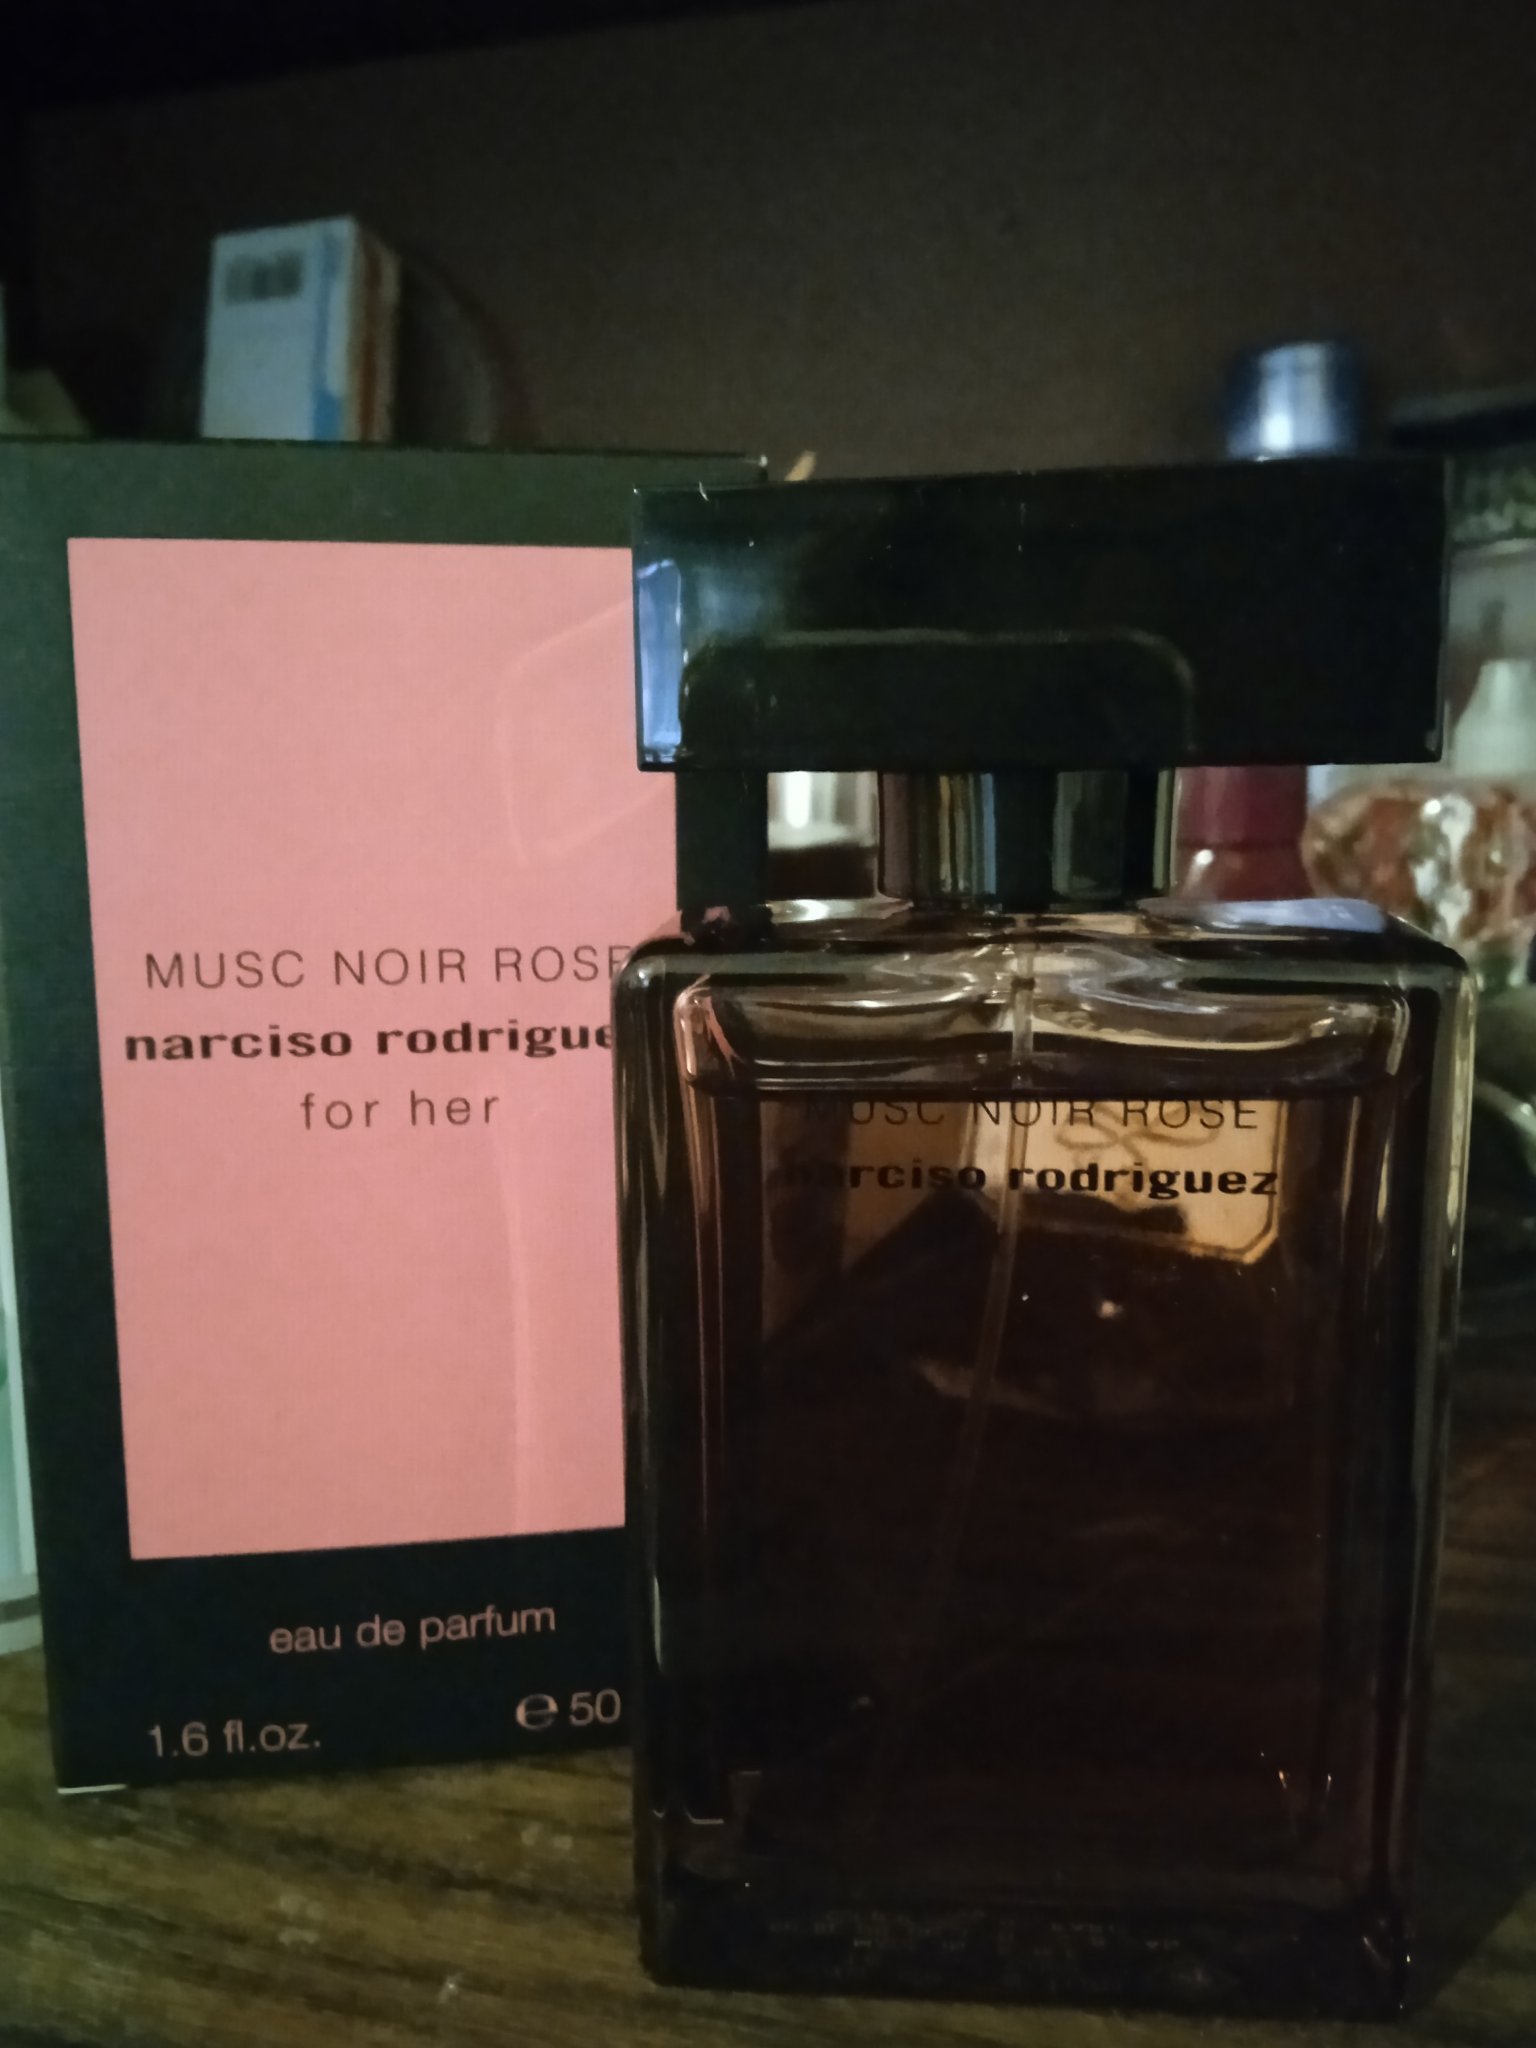 MUSC NOIR ROSE
narciso rodrigue
for her
eau de parfum
1.6 fl.oz.
e 50
MUSC NOIR ROSE
narciso rodriguez